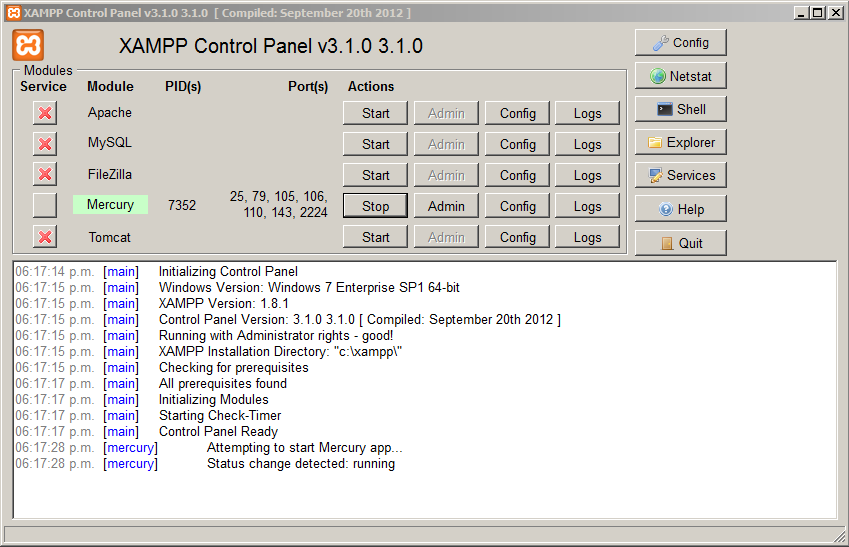 XAMPP Control Panel v3.1.0 3.1.0 [ Compiled: September 20th 2012 ]
XAMPP Control Panel v3.1.0 3.1.0
Config
Netstat
Shell
Explorer
Services
Help
Quit
Modules
Service Module PID(s) Port(s) Actions
Apache Start Admin Config Logs
MySQL Start Admin Config Logs
FileZilla Start Admin Config Logs
Mercury 7352 25, 79, 105, 106, Stop Admin Config Logs
110, 143, 2224
Tomcat Start Admin Config Logs
06:17:14 p.m. [main] Initializing Control Panel
06:17:15 p.m. [main] Windows Version: Windows 7 Enterprise SP1 64-bit
06:17:15 p.m. [main] XAMPP Version: 1.8.1
06:17:15 p.m. [main] Control Panel Version: 3.1.0 3.1.0 [ Compiled: September 20th 2012 ]
06:17:15 p.m. [main] Running with Administrator rights - good!
06:17:15 p.m. [main] XAMPP Installation Directory: "c:\xampp\"
06:17:15 p.m. [main] Checking for prerequisites
06:17:17 p.m. [main] All prerequisites found
06:17:17 p.m. [main] Initializing Modules
06:17:17 p.m. [main] Starting Check-Timer
06:17:17 p.m. [main] Control Panel Ready
06:17:28 p.m. [mercury] Attempting to start Mercury app...
06:17:28 p.m. [mercury] Status change detected: running